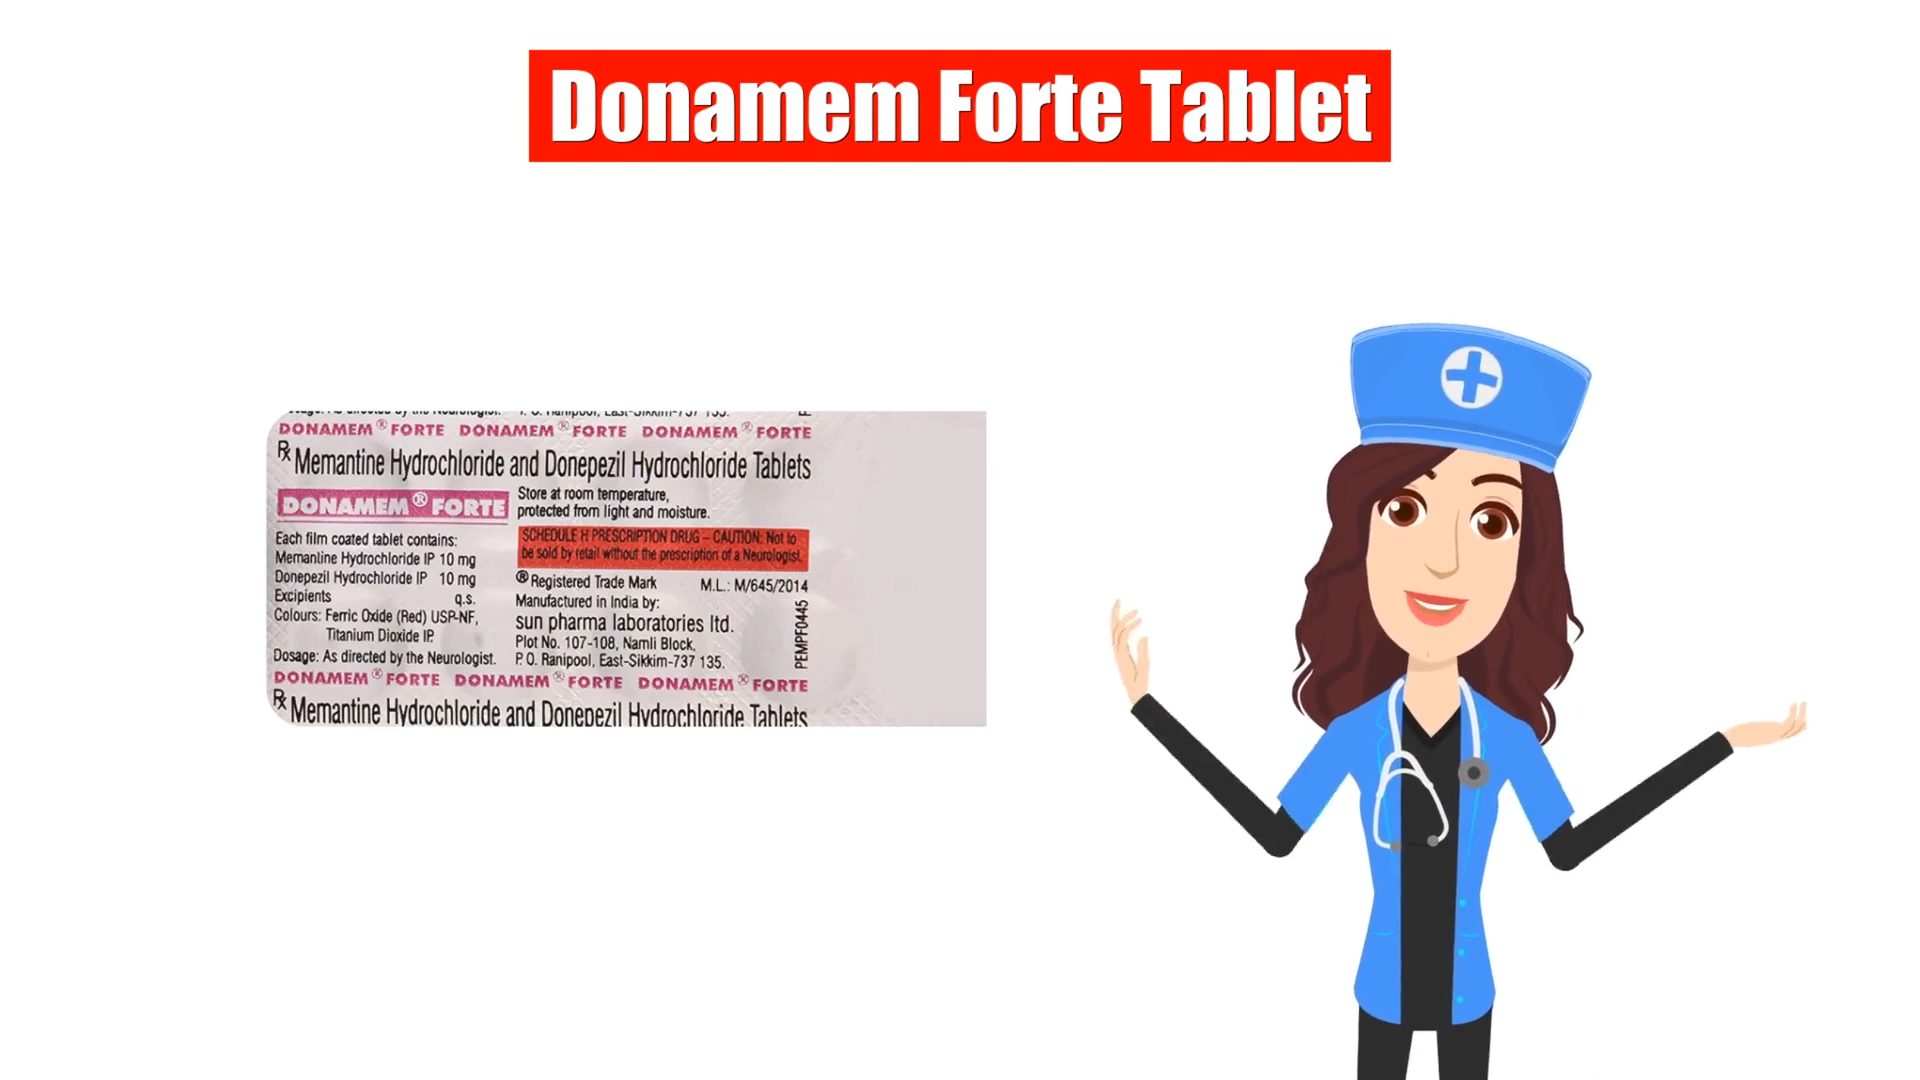 Donamem Forte Tablet
DONAMEM® FORTE DONAMEM® FORTE DONAMEM® FORTE
Rx Memantine Hydrochloride and Donepezil Hydrochloride Tablets
DONAMEM® FORTE
Each film coated tablet contains:
Memantine Hydrochloride IP 10 mg
Donepezil Hydrochloride IP 10 mg
Excipients q.s.
Colours: Ferric Oxide (Red) USP-NF,
Titanium Dioxide IP.
Dosage: As directed by the Neurologist.
Store at room temperature,
protected from light and moisture.
SCHEDULE H PRESCRIPTION DRUG – CAUTION: Not to
be sold by retail without the prescription of a Neurologist.
® Registered Trade Mark M.L.: M/645/2014
Manufactured in India by:
sun pharma laboratories ltd.
Plot No. 107-108, Namli Block,
P.O. Ranipool, East-Sikkim-737 135.
PEMPF0445
DONAMEM® FORTE DONAMEM® FORTE DONAMEM® FORTE
Rx Memantine Hydrochloride and Donepezil Hydrochloride Tablets